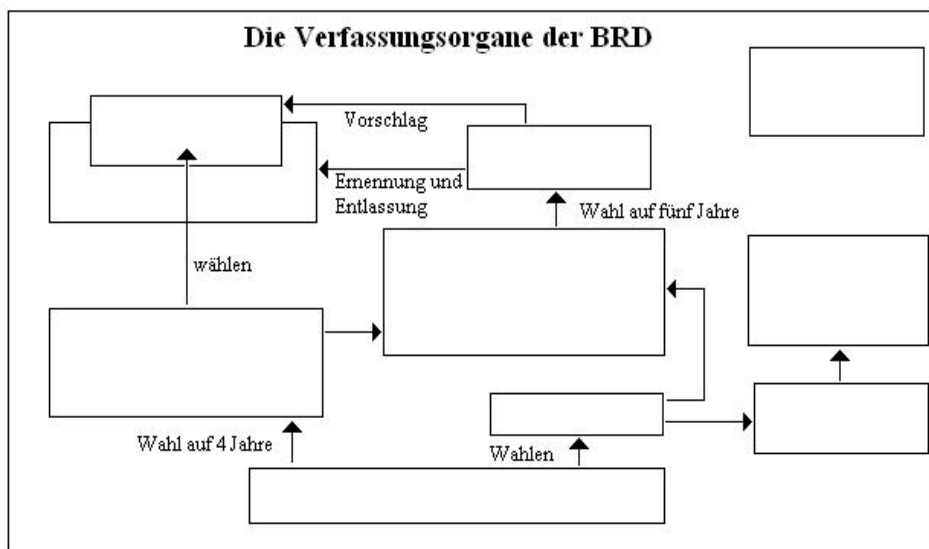 Die Verfassungsorgane der BRD
Vorschlag
Ernennung und
Entlassung
Wahl auf fünf Jahre
wählen
Wahl auf 4 Jahre
Wahlen